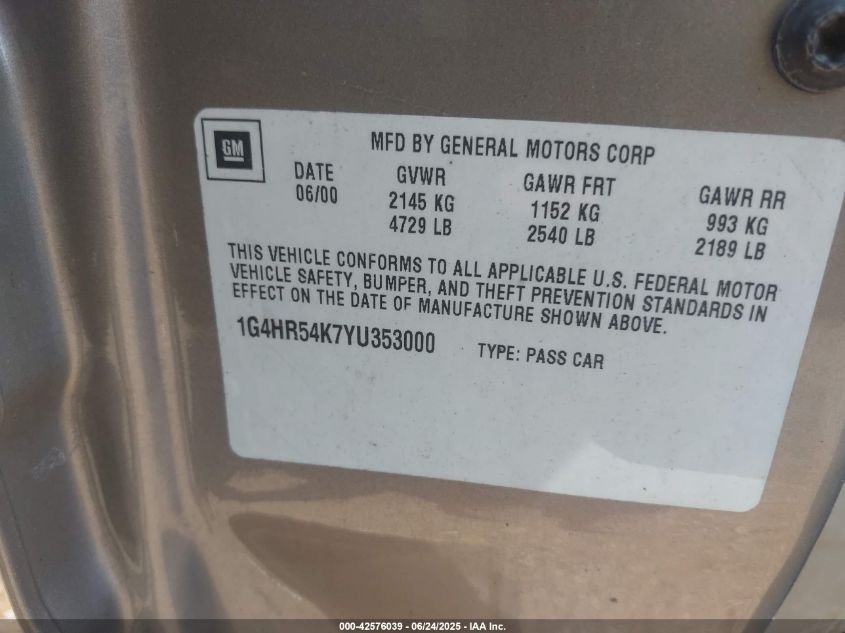 GM
MFD BY GENERAL MOTORS CORP
DATE GVWR GAWR FRT GAWR RR
06/00 2145 KG 1152 KG 993 KG
4729 LB 2540 LB 2189 LB
THIS VEHICLE CONFORMS TO ALL APPLICABLE U.S. FEDERAL MOTOR
VEHICLE SAFETY, BUMPER, AND THEFT PREVENTION STANDARDS IN
EFFECT ON THE DATE OF MANUFACTURE SHOWN ABOVE.
1G4HR54K7YU353000 TYPE: PASS CAR
000-42576039 - 06/24/2025 - IAA Inc.